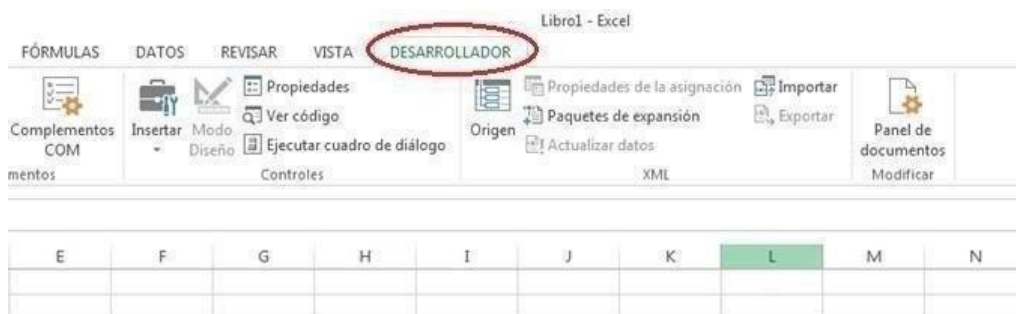 Libro1 - Excel
FÓRMULAS DATOS REVISAR VISTA DESARROLLADOR
Complementos COM
mentos
Insertar
Modo Diseño
Propiedades
Ver código
Ejecutar cuadro de diálogo
Controles
Origen
Propiedades de la asignación
Paquetes de expansión
Actualizar datos
Importar
Exportar
XML
Panel de documentos
Modificar
E F G H I J K L M N